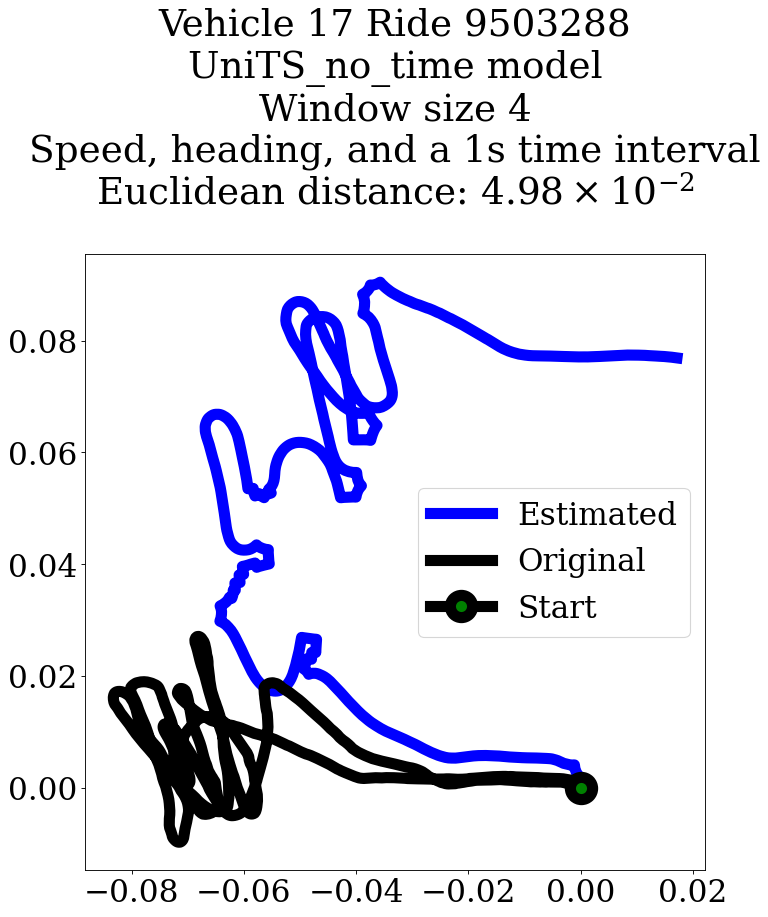 Vehicle 17 Ride 9503288
UniTS_no_time model
Window size 4
Speed, heading, and a 1s time interval
Euclidean distance: 4.98 × 10⁻²
0.08
0.06
0.04
0.02
0.00
Estimated
Original
Start
−0.08 −0.06 −0.04 −0.02 0.00 0.02